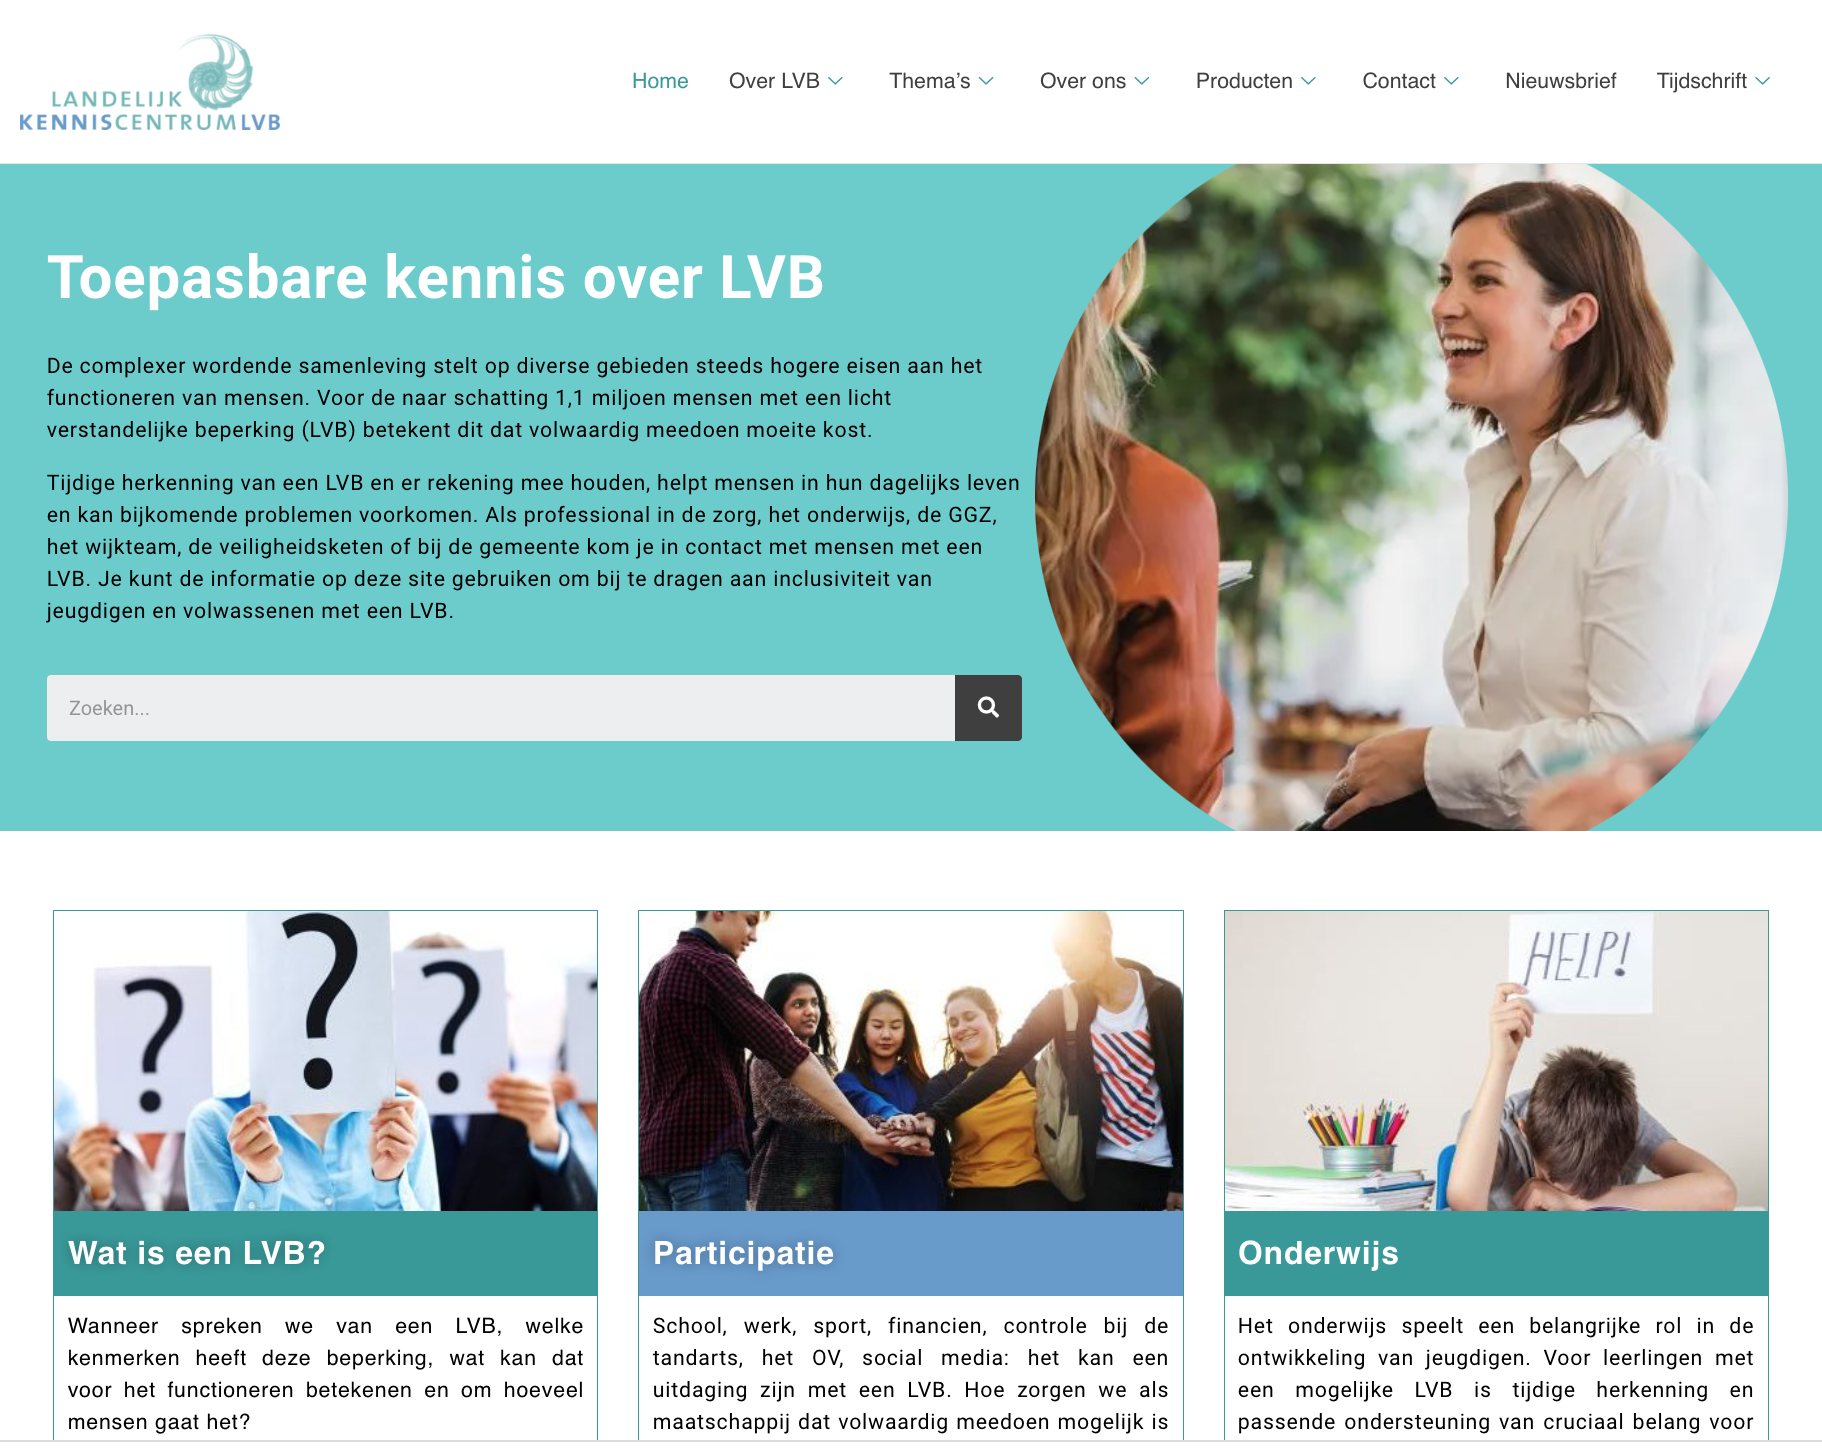 LANDELIJK
KENNISCENTRUMLVB
Home Over LVB Thema’s Over ons Producten Contact Nieuwsbrief Tijdschrift
Toepasbare kennis over LVB
De complexer wordende samenleving stelt op diverse gebieden steeds hogere eisen aan het
functioneren van mensen. Voor de naar schatting 1,1 miljoen mensen met een licht
verstandelijke beperking (LVB) betekent dit dat volwaardig meedoen moeite kost.
Tijdige herkenning van een LVB en er rekening mee houden, helpt mensen in hun dagelijks leven
en kan bijkomende problemen voorkomen. Als professional in de zorg, het onderwijs, de GGZ,
het wijkteam, de veiligheidsketen of bij de gemeente kom je in contact met mensen met een
LVB. Je kunt de informatie op deze site gebruiken om bij te dragen aan inclusiviteit van
jeugdigen en volwassenen met een LVB.
Zoeken...
? ? ? ?
Wat is een LVB?
Wanneer spreken we van een LVB, welke
kenmerken heeft deze beperking, wat kan dat
voor het functioneren betekenen en om hoeveel
mensen gaat het?
Participatie
School, werk, sport, financien, controle bij de
tandarts, het OV, social media: het kan een
uitdaging zijn met een LVB. Hoe zorgen we als
maatschappij dat volwaardig meedoen mogelijk is
HELP!
Onderwijs
Het onderwijs speelt een belangrijke rol in de
ontwikkeling van jeugdigen. Voor leerlingen met
een mogelijke LVB is tijdige herkenning en
passende ondersteuning van cruciaal belang voor